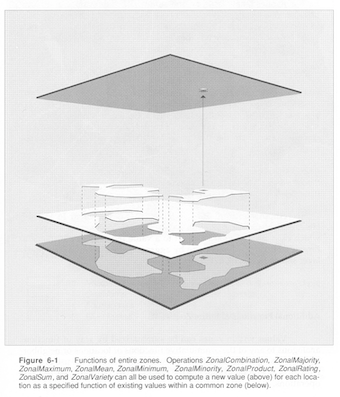 Figure 6-1 Functions of entire zones. Operations ZonalCombination, ZonalMajority,
ZonalMaximum, ZonalMean, ZonalMinimum, ZonalMinority, ZonalProduct, ZonalRating,
ZonalSum, and ZonalVariety can all be used to compute a new value (above) for each loca-
tion as a specified function of existing values within a common zone (below).